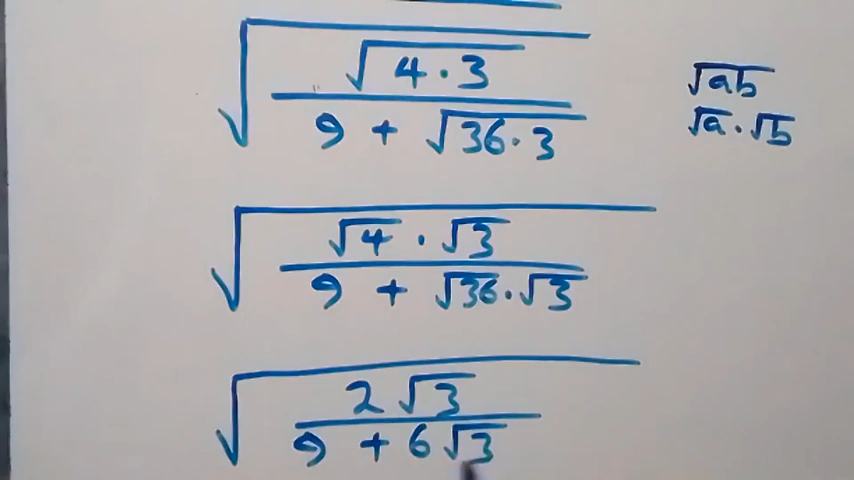 √(√(4 · 3) / (9 + √(36 · 3)))
√(ab)
√a · √b
√((√4 · √3) / (9 + √36 · √3))
√((2√3) / (9 + 6√3))